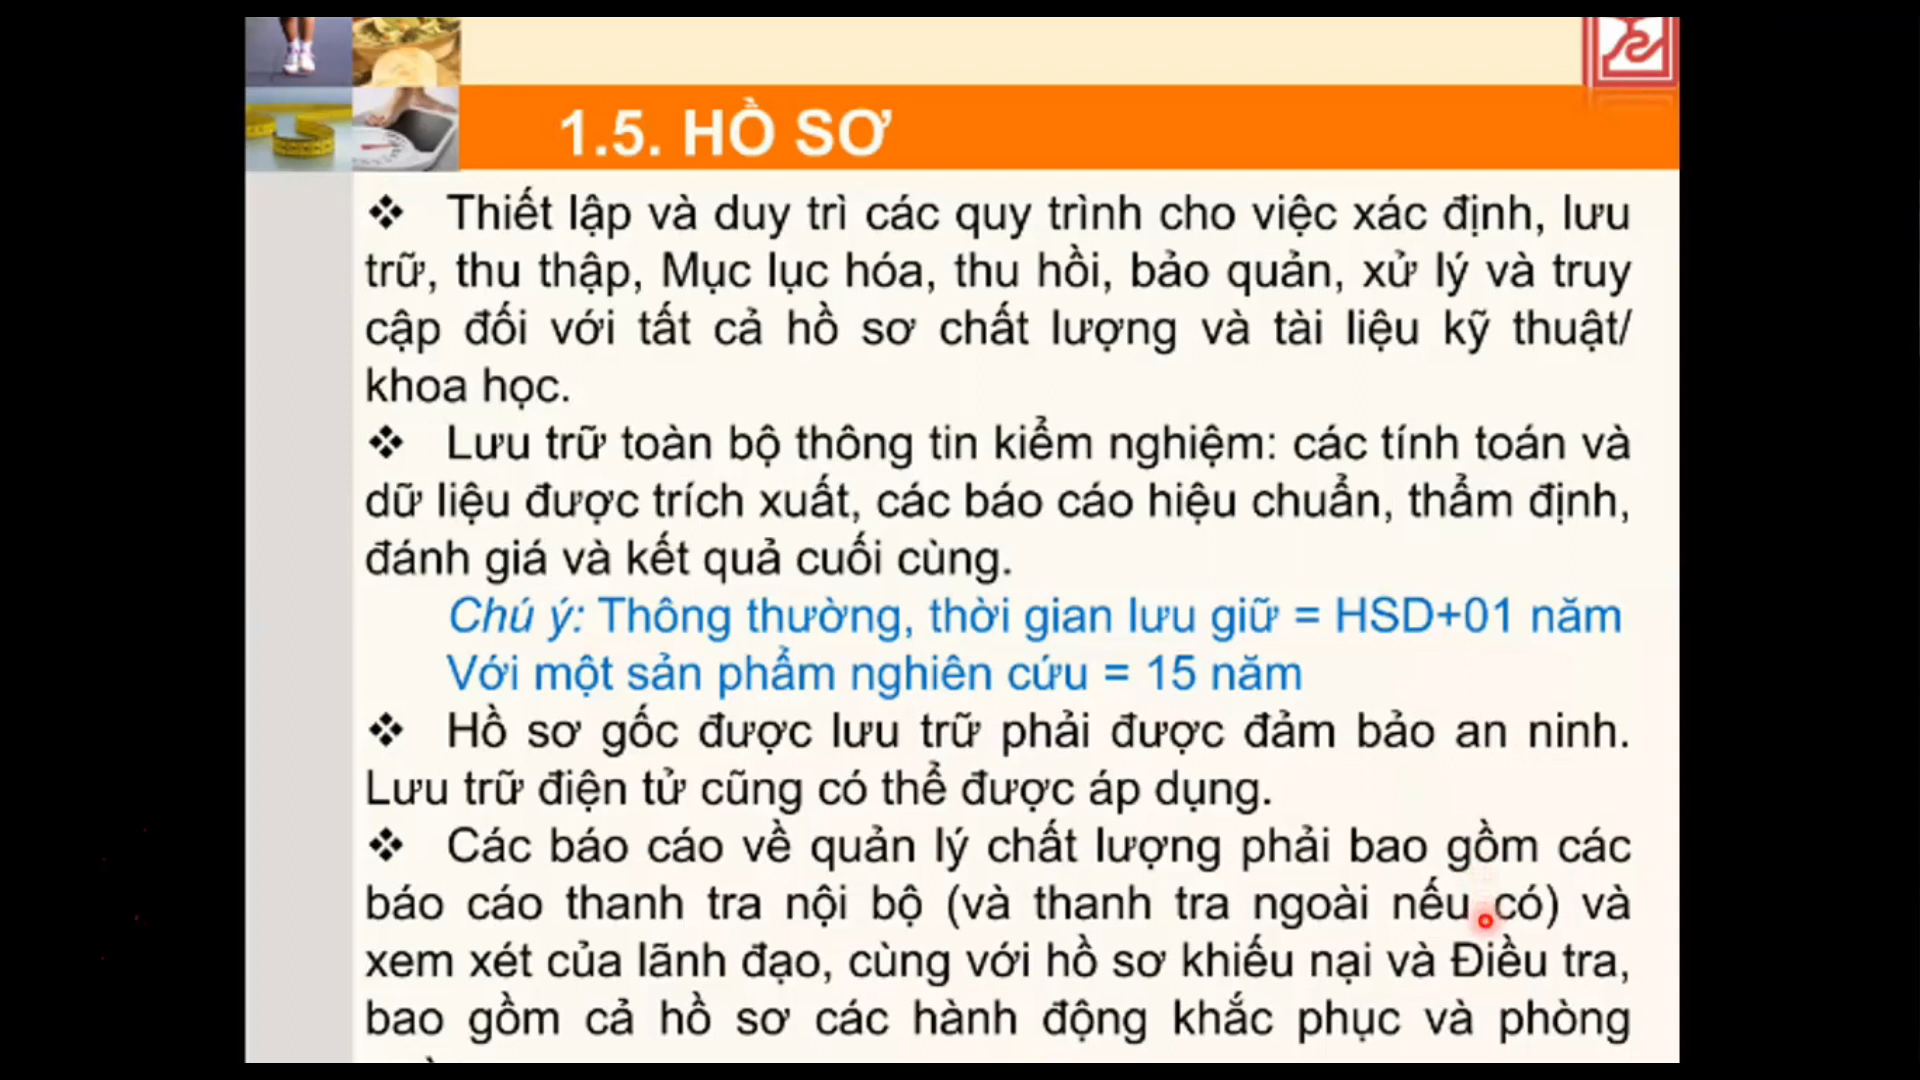 1.5. HỒ SƠ
❖ Thiết lập và duy trì các quy trình cho việc xác định, lưu
trữ, thu thập, Mục lục hóa, thu hồi, bảo quản, xử lý và truy
cập đối với tất cả hồ sơ chất lượng và tài liệu kỹ thuật/
khoa học.
❖ Lưu trữ toàn bộ thông tin kiểm nghiệm: các tính toán và
dữ liệu được trích xuất, các báo cáo hiệu chuẩn, thẩm định,
đánh giá và kết quả cuối cùng.
Chú ý: Thông thường, thời gian lưu giữ = HSD+01 năm
Với một sản phẩm nghiên cứu = 15 năm
❖ Hồ sơ gốc được lưu trữ phải được đảm bảo an ninh.
Lưu trữ điện tử cũng có thể được áp dụng.
❖ Các báo cáo về quản lý chất lượng phải bao gồm các
báo cáo thanh tra nội bộ (và thanh tra ngoài nếu có) và
xem xét của lãnh đạo, cùng với hồ sơ khiếu nại và Điều tra,
bao gồm cả hồ sơ các hành động khắc phục và phòng